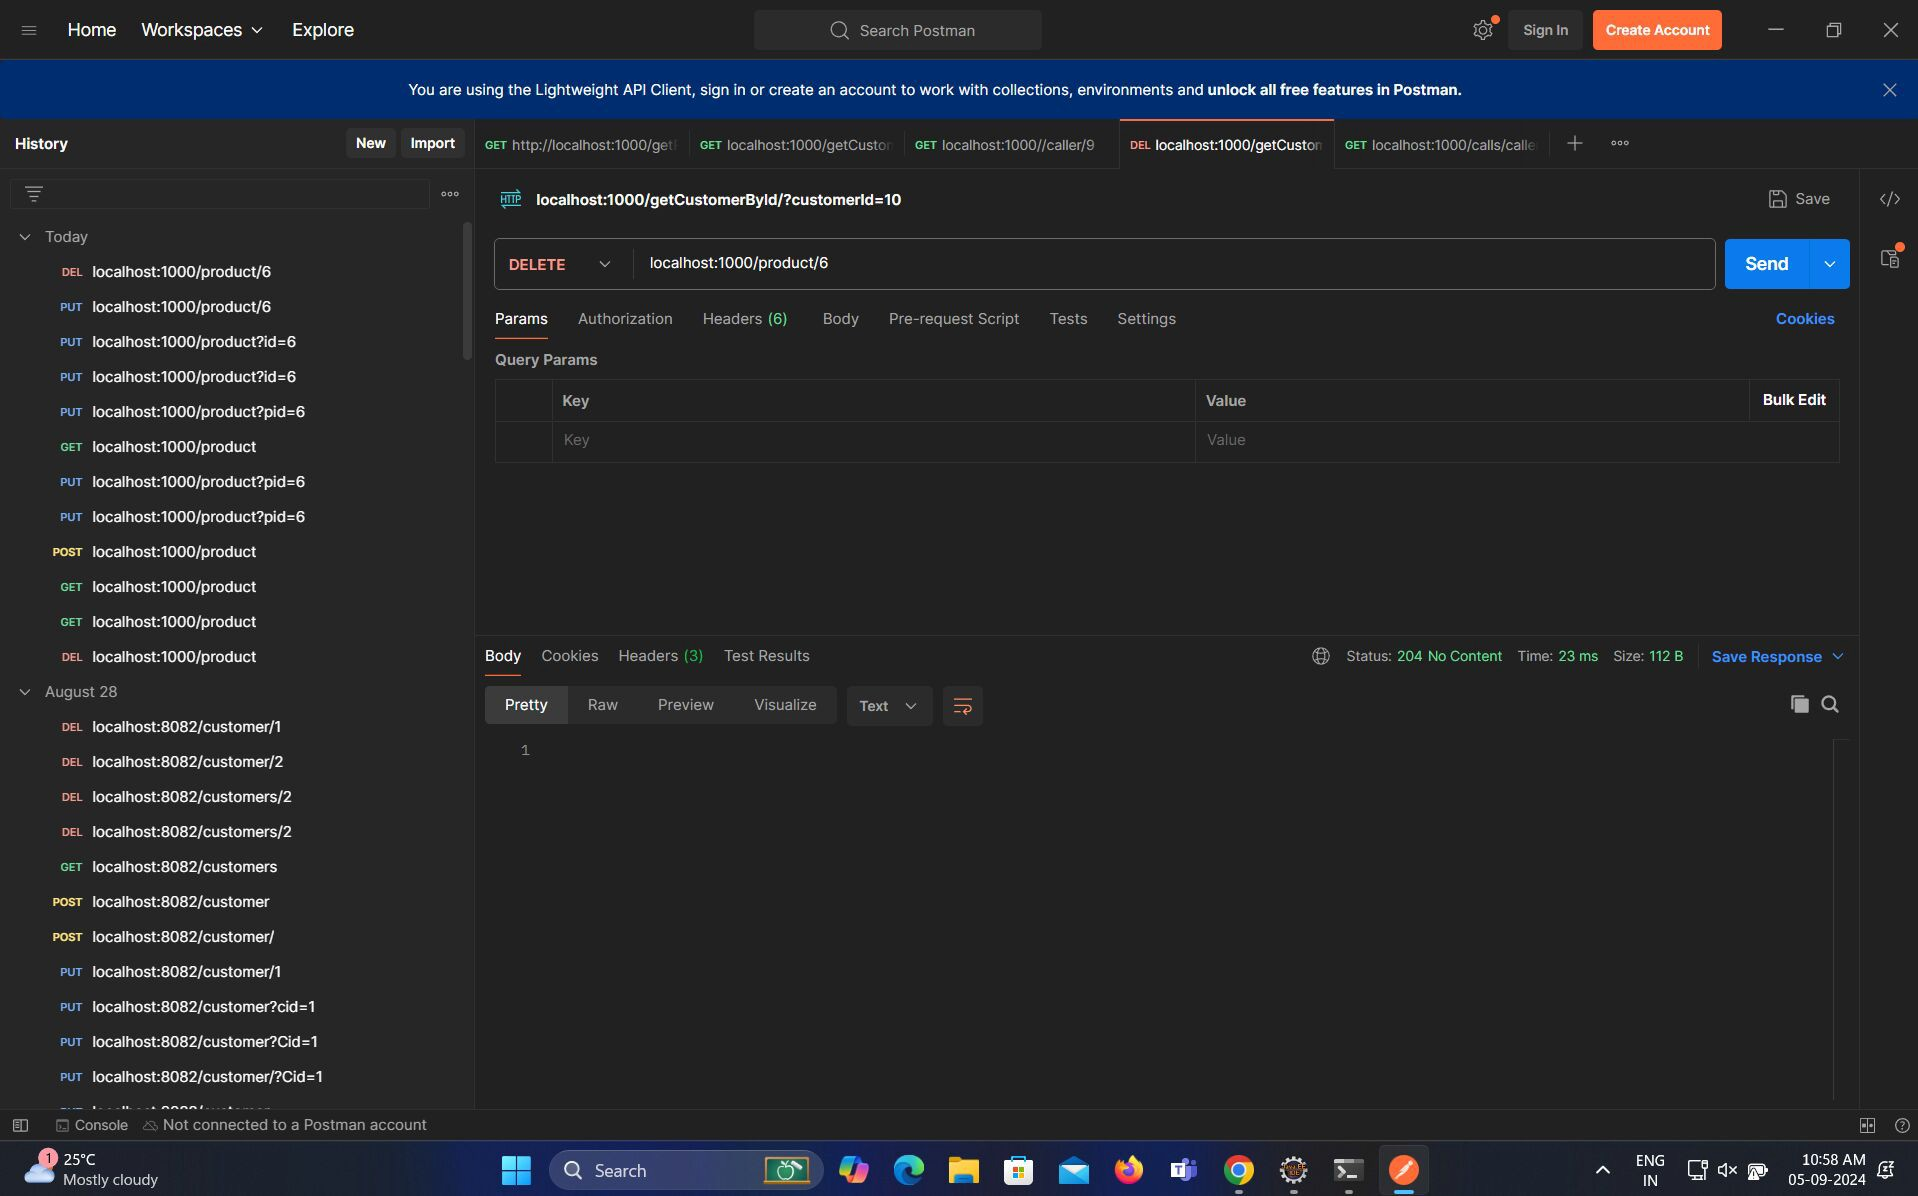 Home Workspaces Explore Search Postman Sign In Create Account
You are using the Lightweight API Client, sign in or create an account to work with collections, environments and unlock all free features in Postman.
History New Import
GET http://localhost:1000/get
GET localhost:1000/getCustom
GET localhost:1000//caller/9
DEL localhost:1000/getCustom
GET localhost:1000/calls/calle
Today
DEL localhost:1000/product/6
PUT localhost:1000/product/6
PUT localhost:1000/product?id=6
PUT localhost:1000/product?id=6
PUT localhost:1000/product?pid=6
GET localhost:1000/product
PUT localhost:1000/product?pid=6
PUT localhost:1000/product?pid=6
POST localhost:1000/product
GET localhost:1000/product
GET localhost:1000/product
DEL localhost:1000/product
August 28
DEL localhost:8082/customer/1
DEL localhost:8082/customer/2
DEL localhost:8082/customers/2
DEL localhost:8082/customers/2
GET localhost:8082/customers
POST localhost:8082/customer
POST localhost:8082/customer/
PUT localhost:8082/customer/1
PUT localhost:8082/customer?cid=1
PUT localhost:8082/customer?Cid=1
PUT localhost:8082/customer/?Cid=1
HTTP localhost:1000/getCustomerById/?customerId=10 Save
DELETE localhost:1000/product/6 Send
Params Authorization Headers (6) Body Pre-request Script Tests Settings Cookies
Query Params
Key Value Bulk Edit
Key Value
Body Cookies Headers (3) Test Results Status: 204 No Content Time: 23 ms Size: 112 B Save Response
Pretty Raw Preview Visualize Text
1
Console Not connected to a Postman account
1 25°C
Mostly cloudy
Search
ENG
IN
10:58 AM
05-09-2024